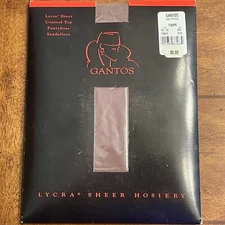 Lycra® Sheer
Control Top
Pantyhose
Sandalfoot
GANTOS
GANTOS
LYCRA® SHEER HOSIERY